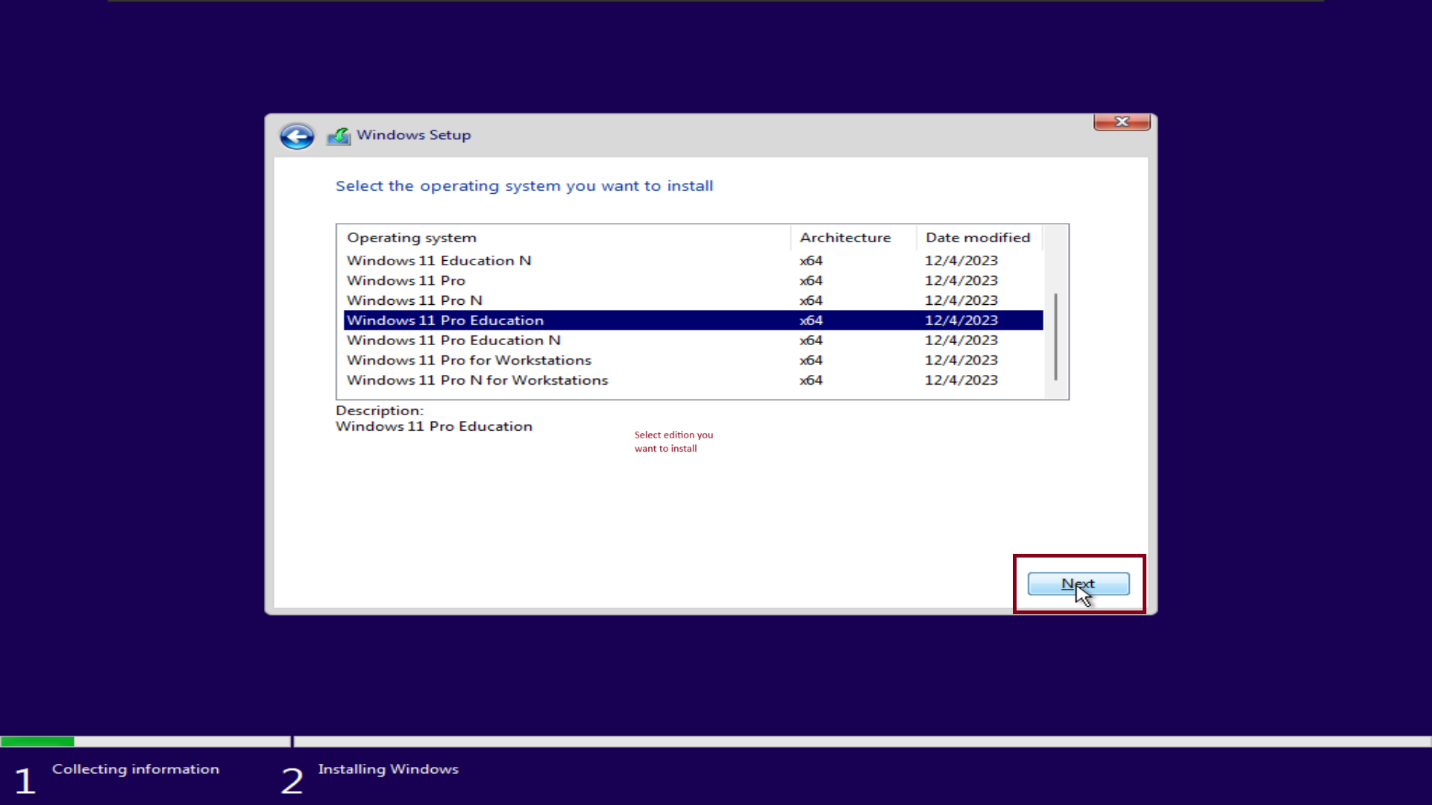 Windows Setup
Select the operating system you want to install
Operating system Architecture Date modified
Windows 11 Education N x64 12/4/2023
Windows 11 Pro x64 12/4/2023
Windows 11 Pro N x64 12/4/2023
Windows 11 Pro Education x64 12/4/2023
Windows 11 Pro Education N x64 12/4/2023
Windows 11 Pro for Workstations x64 12/4/2023
Windows 11 Pro N for Workstations x64 12/4/2023
Description:
Windows 11 Pro Education
Select edition you
want to install
Next
1 Collecting information 2 Installing Windows